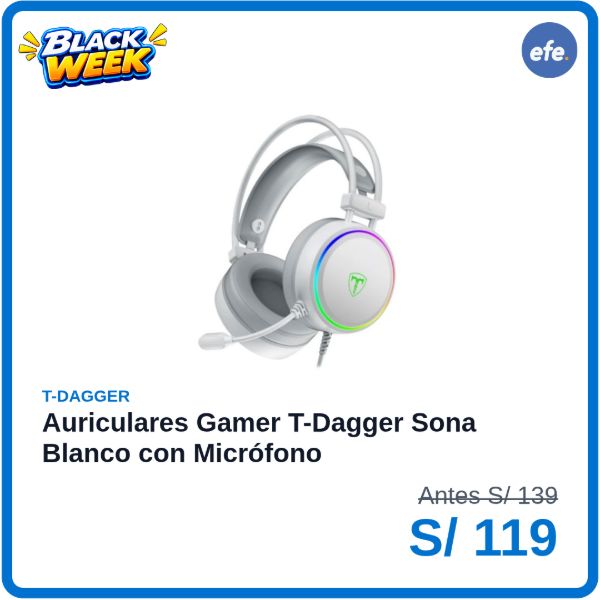 BLACK
WEEK
efe.
T-DAGGER
Auriculares Gamer T-Dagger Sona
Blanco con Micrófono
Antes S/ 139
S/ 119